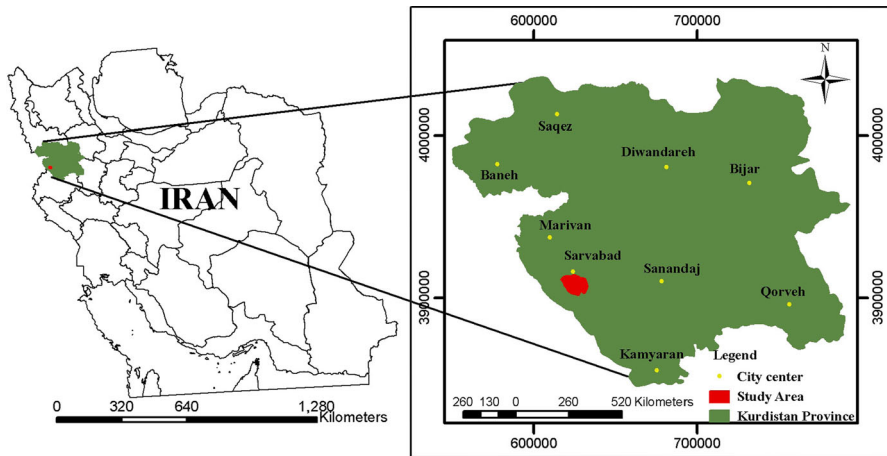 IRAN
0 320 640 1,280
Kilometers
600000 700000
N
4000000 4000000
3900000 3900000
Saqez
Diwandareh
Baneh
Bijar
Marivan
Sarvabad
Sanandaj
Qorveh
Kamyaran
Legend
City center
Study Area
Kurdistan Province
260 130 0 260 520 Kilometers
600000 700000